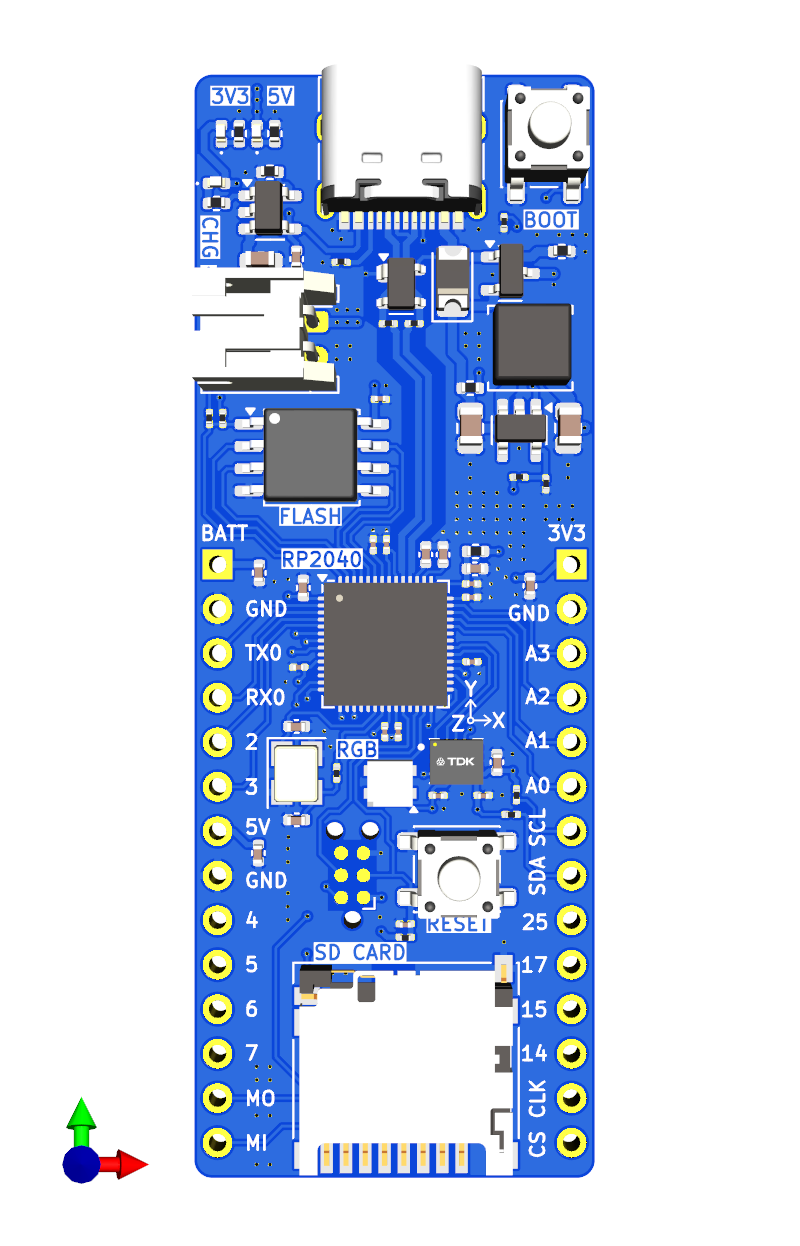 3V3 5V
BOOT
CHG
FLASH
BATT 3V3
RP2040
GND GND
TX0 A3
RX0 A2
Y
Z X
2 RGB A1
TDK
3 A0
5V SCL
GND SDA
4 RESET 25
SD CARD
5 17
6 15
7 14
MO CLK
MI CS